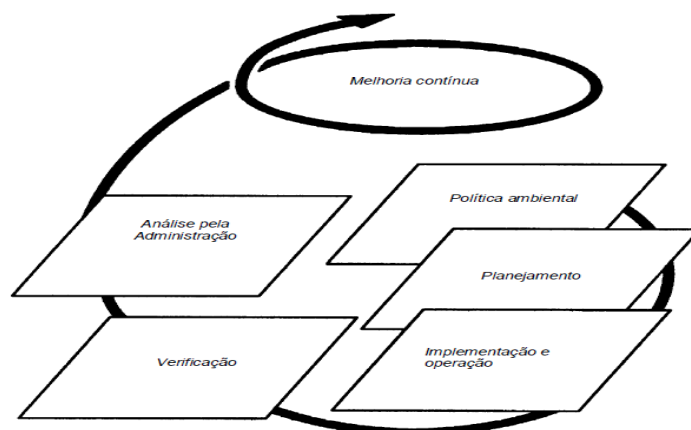 Melhoria contínua
Política ambiental
Análise pela
Administração
Planejamento
Implementação e
operação
Verificação